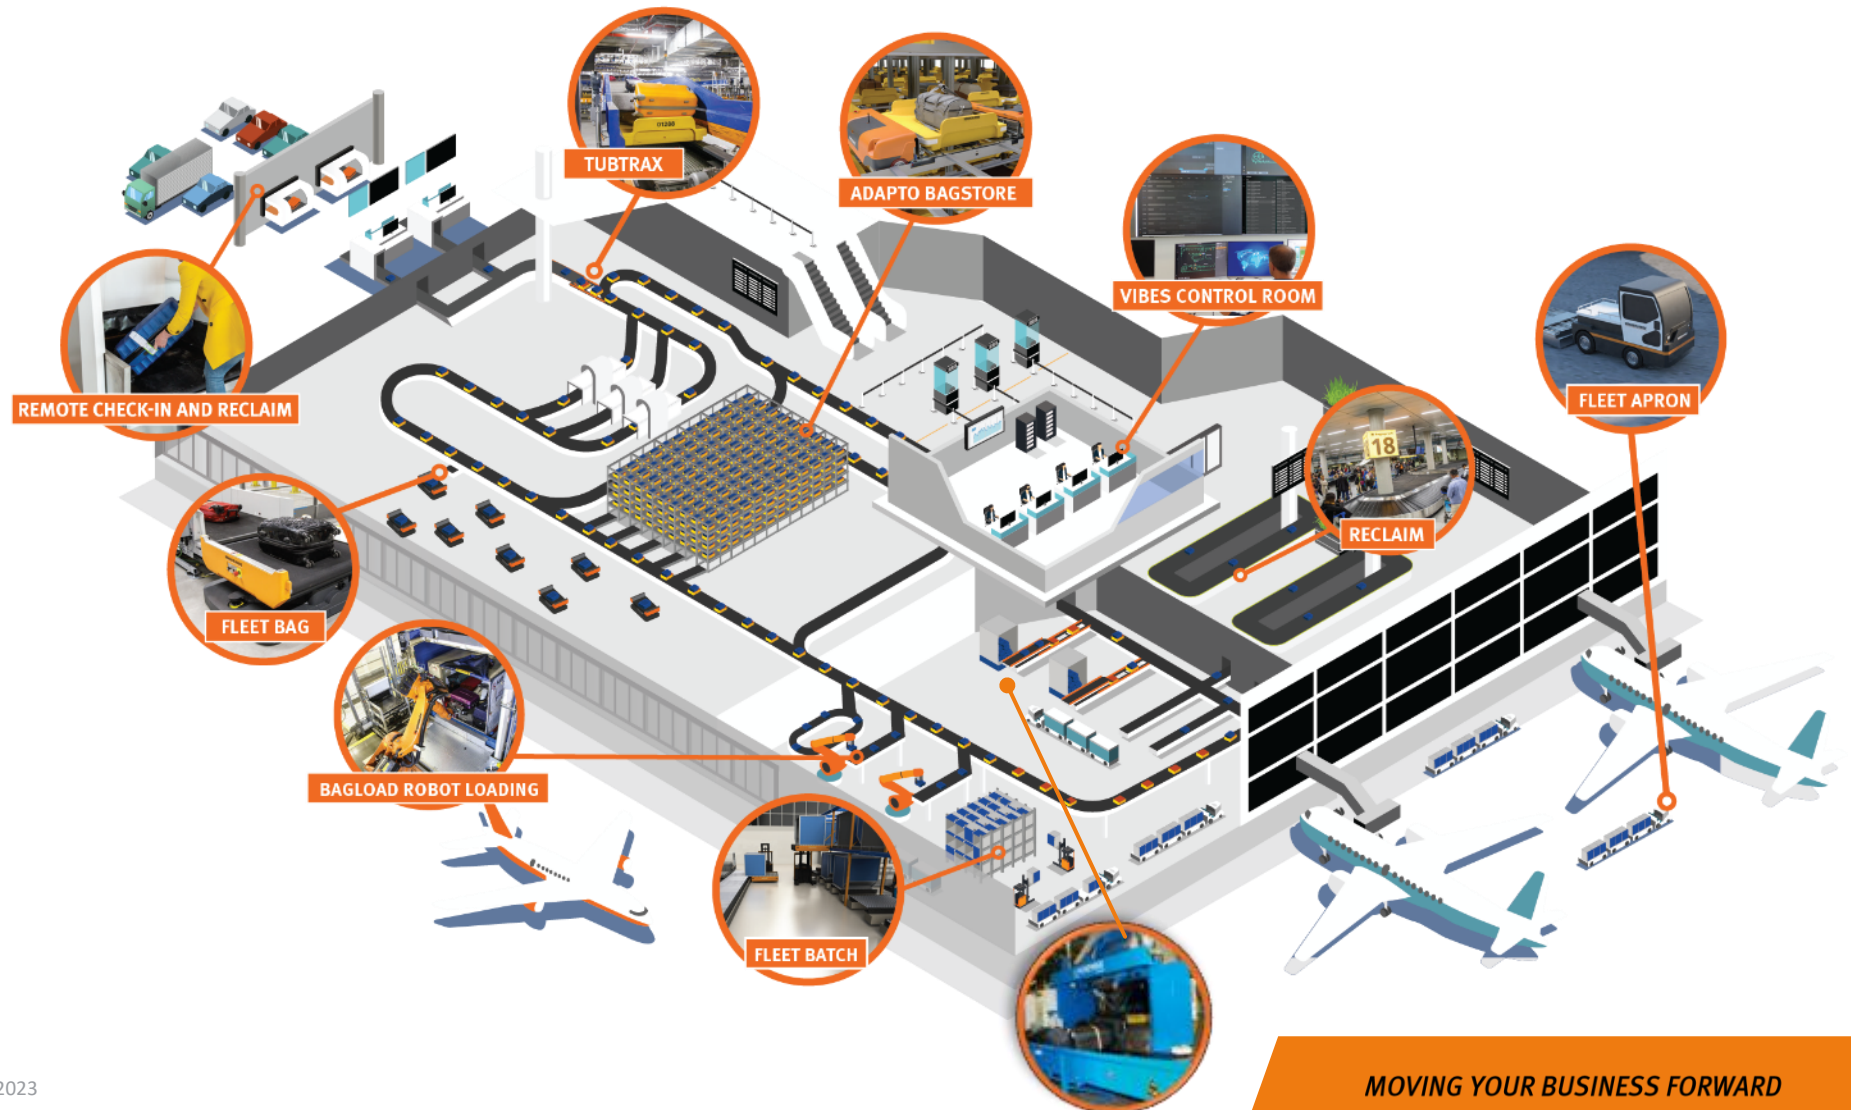 TUBTRAX
ADAPTO BAGSTORE
VIBES CONTROL ROOM
FLEET APRON
REMOTE CHECK-IN AND RECLAIM
18
RECLAIM
FLEET BAG
BAGLOAD ROBOT LOADING
FLEET BATCH
2023
MOVING YOUR BUSINESS FORWARD